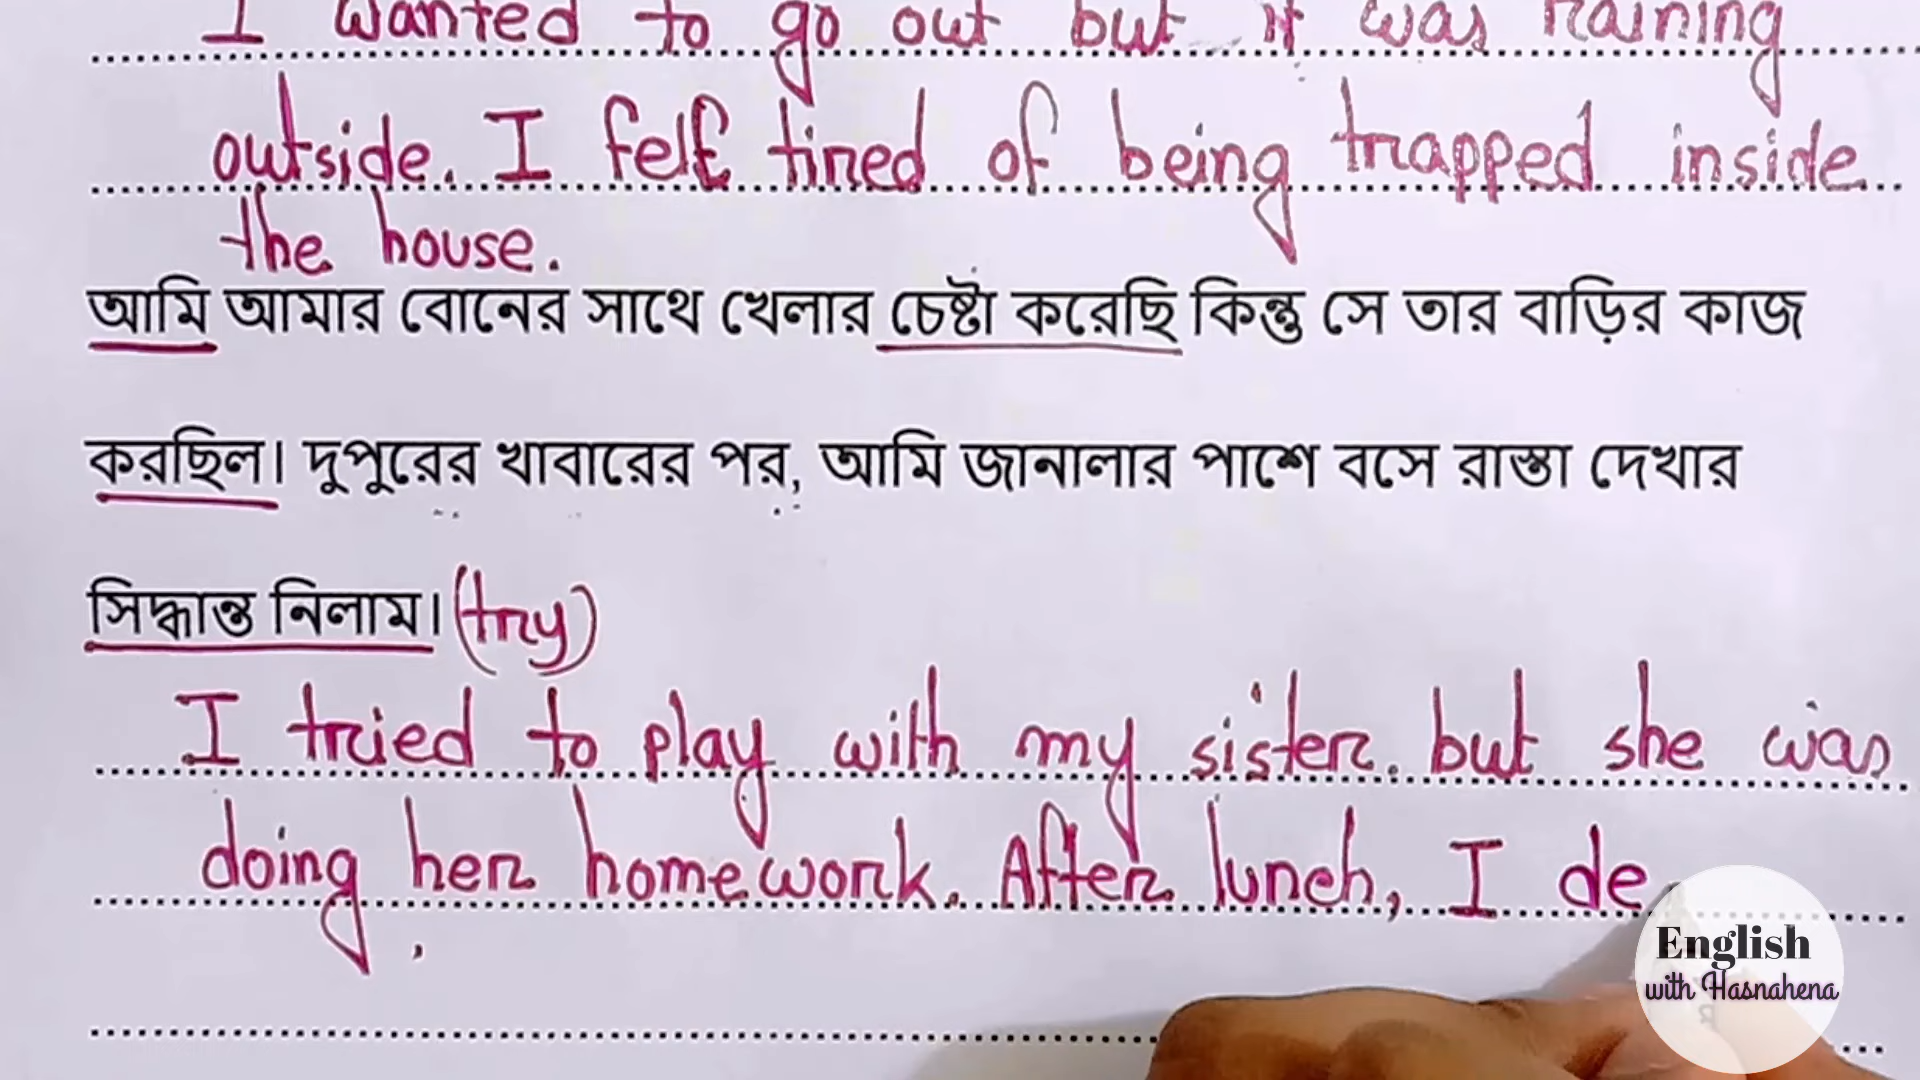 I wanted to go out but it was raining
outside. I felt tired of being trapped inside
the house.
আমি আমার বোনের সাথে খেলার চেষ্টা করেছি কিন্তু সে তার বাড়ির কাজ
করছিল। দুপুরের খাবারের পর, আমি জানালার পাশে বসে রাস্তা দেখার
সিদ্ধান্ত নিলাম। (try)
I tried to play with my sister. but she was
doing her homework. After lunch, I de
English
with Hasnahena